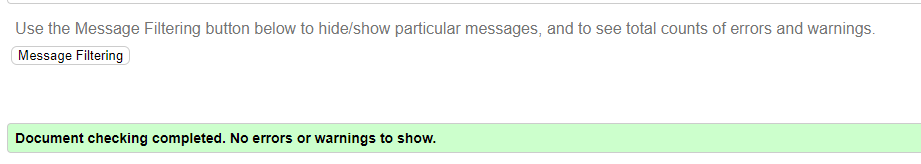 Use the Message Filtering button below to hide/show particular messages, and to see total counts of errors and warnings.
Message Filtering
Document checking completed. No errors or warnings to show.